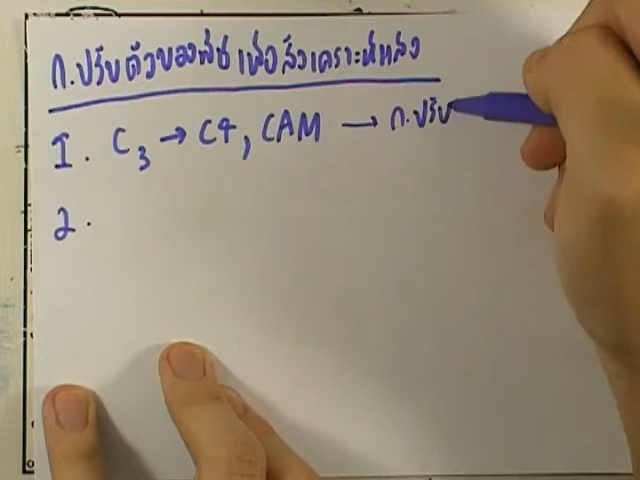 ก.ปรับตัวของพืชเพื่อสังเคราะห์แสง
1. C3 → C4, CAM → ก.ปรับ
2.